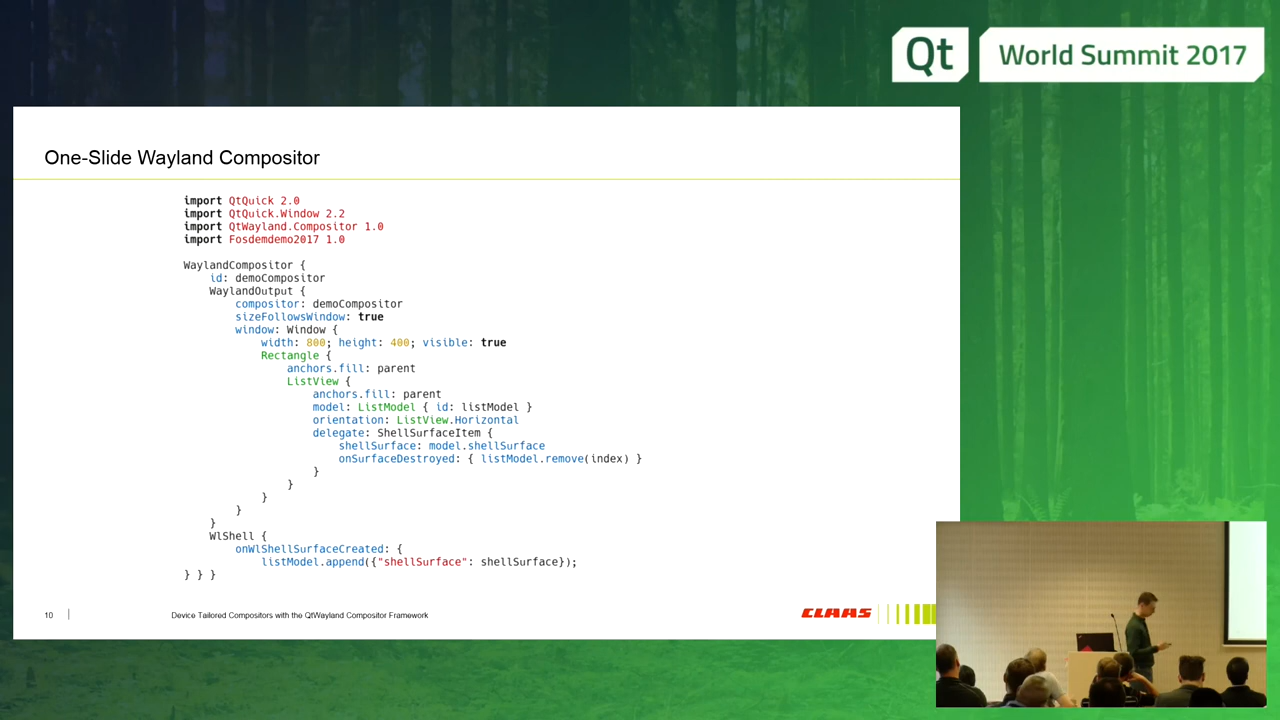 Qt
World Summit 2017
One-Slide Wayland Compositor
import QtQuick 2.0
import QtQuick.Window 2.2
import QtWayland.Compositor 1.0
import Fosdemdemo2017 1.0
WaylandCompositor {
id: demoCompositor
WaylandOutput {
compositor: demoCompositor
sizeFollowsWindow: true
window: Window {
width: 800; height: 400; visible: true
Rectangle {
anchors.fill: parent
ListView {
anchors.fill: parent
model: ListModel { id: listModel }
orientation: ListView.Horizontal
delegate: ShellSurfaceItem {
shellSurface: model.shellSurface
onSurfaceDestroyed: { listModel.remove(index) }
}
}
}
}
}
WlShell {
onWlShellSurfaceCreated: {
listModel.append({"shellSurface": shellSurface});
} } }
10
Device Tailored Compositors with the QtWayland Compositor Framework
CLAAS